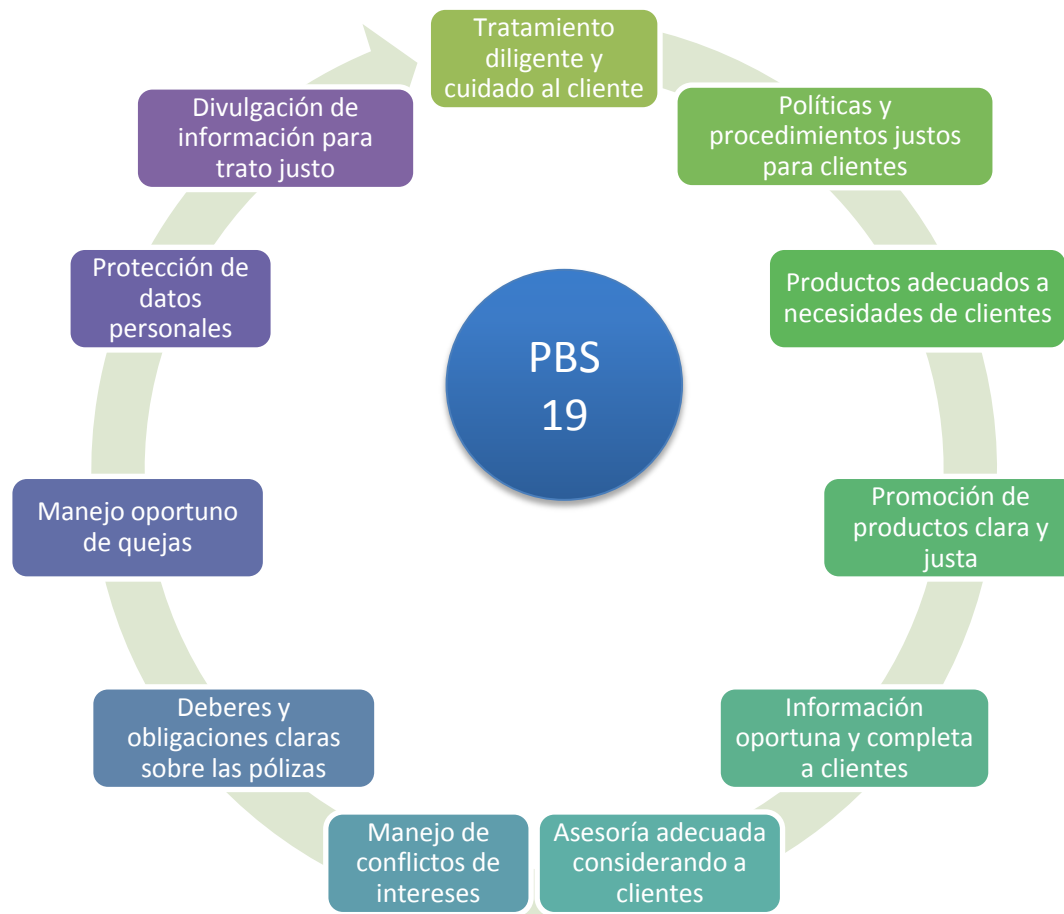 Tratamiento
diligente y
cuidado al cliente
Políticas y
procedimientos justos
para clientes
Productos adecuados a
necesidades de clientes
Promoción de
productos clara y
justa
Información
oportuna y completa
a clientes
Asesoría adecuada
considerando a
clientes
Manejo de
conflictos de
intereses
Deberes y
obligaciones claras
sobre las pólizas
Manejo oportuno
de quejas
Protección de
datos
personales
Divulgación de
información para
trato justo
PBS
19